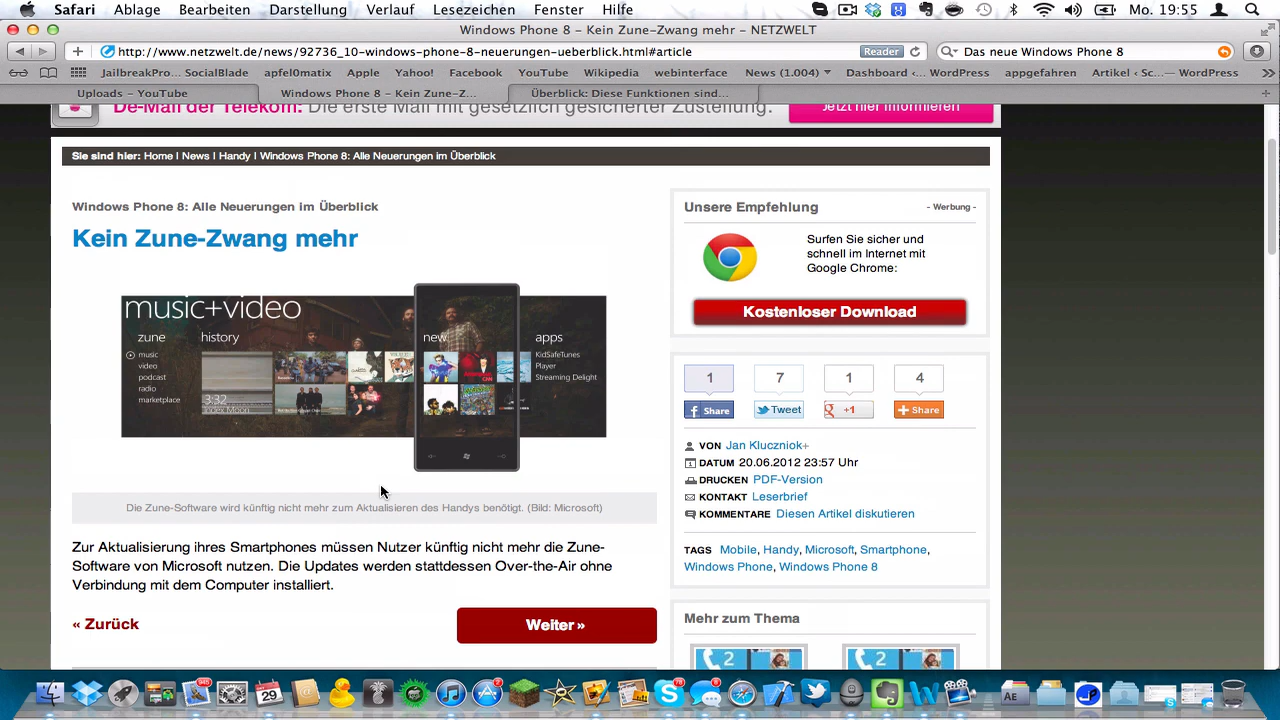 Safari Ablage Bearbeiten Darstellung Verlauf Lesezeichen Fenster Hilfe Mo. 19:55
Windows Phone 8 – Kein Zune-Zwang mehr – NETZWELT
http://www.netzwelt.de/news/92736_10-windows-phone-8-neuerungen-ueberblick.html#article Reader Das neue Windows Phone 8
JailbreakPro... SocialBlade apfel0matix Apple Yahoo! Facebook YouTube Wikipedia webinterface News (1.004) Dashboard ‹... WordPress appgefahren Artikel ‹ Sc... — WordPress
Uploads – YouTube Windows Phone 8 – Kein Zune–Z... Überblick: Diese Funktionen sind...
De-Mail der Telekom: Die erste Mail mit gesetzlich gesicherter Zustellung. Jetzt hier informieren
Sie sind hier: Home | News | Handy | Windows Phone 8: Alle Neuerungen im Überblick
Windows Phone 8: Alle Neuerungen im Überblick
Kein Zune-Zwang mehr
music+video
zune history new apps
music
video
podcast
radio
marketplace
3:32
Index Moon
KidSafeTunes
Player
Streaming Delight
Die Zune-Software wird künftig nicht mehr zum Aktualisieren des Handys benötigt. (Bild: Microsoft)
Zur Aktualisierung ihres Smartphones müssen Nutzer künftig nicht mehr die Zune-
Software von Microsoft nutzen. Die Updates werden stattdessen Over-the-Air ohne
Verbindung mit dem Computer installiert.
« Zurück Weiter »
Unsere Empfehlung - Werbung -
Surfen Sie sicher und
schnell im Internet mit
Google Chrome:
Kostenloser Download
1 7 1 4
Share Tweet +1 Share
VON Jan Kluczniok+
DATUM 20.06.2012 23:57 Uhr
DRUCKEN PDF-Version
KONTAKT Leserbrief
KOMMENTARE Diesen Artikel diskutieren
TAGS Mobile, Handy, Microsoft, Smartphone,
Windows Phone, Windows Phone 8
Mehr zum Thema
2 2
945 29 2 78 8 Ae